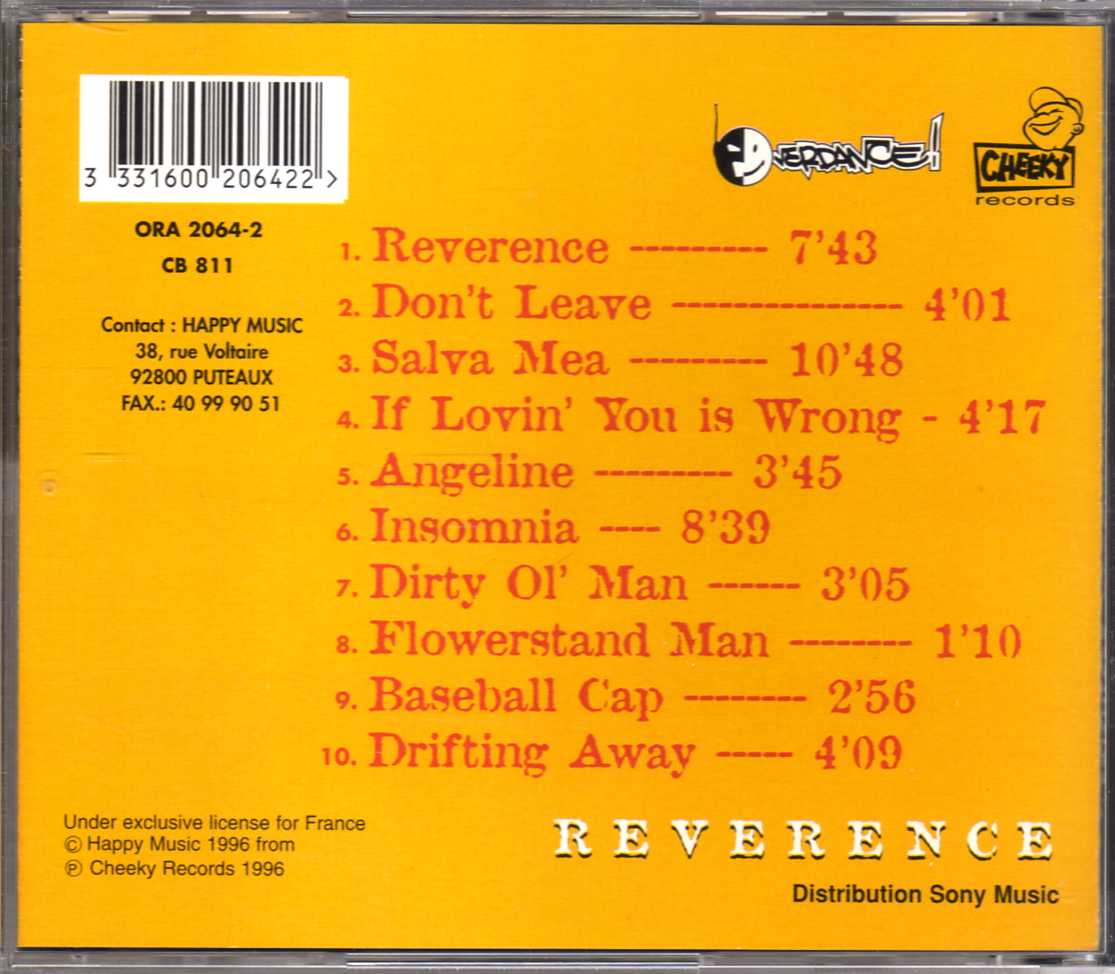 3 331600 206422 >
ORA 2064-2
CB 811
Contact : HAPPY MUSIC
38, rue Voltaire
92800 PUTEAUX
FAX.: 40 99 90 51
OVERDANCE!
CHEEKY
records
1. Reverence --------- 7'43
2. Don't Leave --------------- 4'01
3. Salva Mea --------- 10'48
4. If Lovin' You is Wrong - 4'17
5. Angeline --------- 3'45
6. Insomnia ---- 8'39
7. Dirty Ol' Man ------ 3'05
8. Flowerstand Man -------- 1'10
9. Baseball Cap -------- 2'56
10. Drifting Away ----- 4'09
Under exclusive license for France
© Happy Music 1996 from
℗ Cheeky Records 1996
REVERENCE
Distribution Sony Music